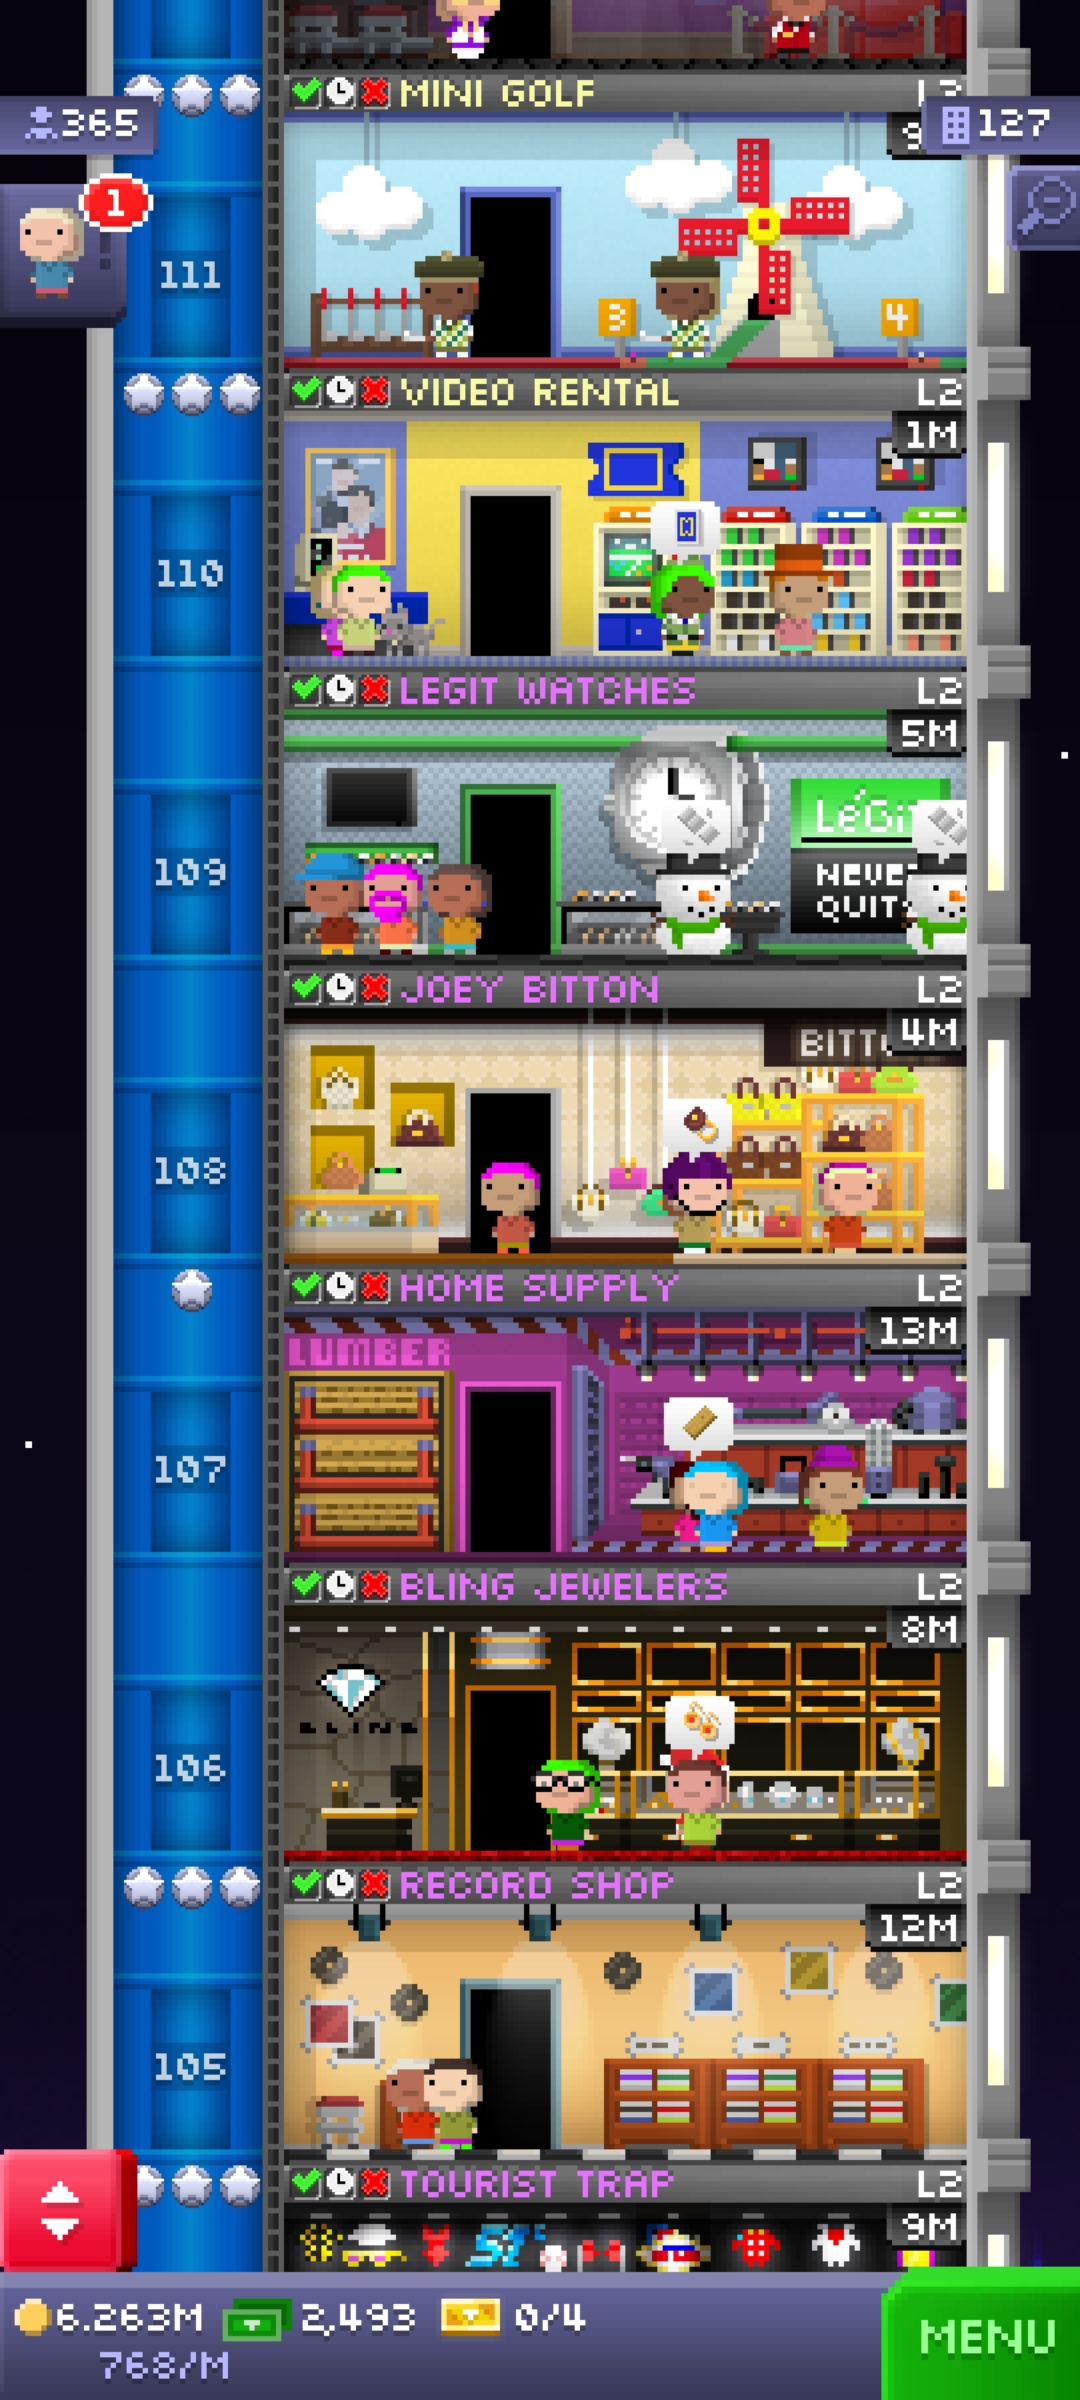 MINI GOLF
365
127
1
111
3
4
VIDEO RENTAL L2
1M
110
LEGIT WATCHES L2
5M
LéGi
NEVE
QUIT
109
JOEY BITTON L2
4M
BITT
108
HOME SUPPLY L2
13M
LUMBER
107
BLING JEWELERS L2
8M
BLING
106
RECORD SHOP L2
12M
105
TOURIST TRAP L2
9M
6.263M 2,493 0/4
768/M
MENU